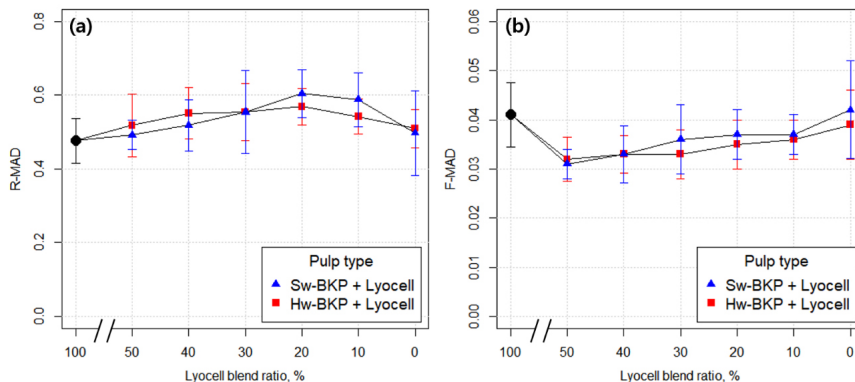 (a)
0.8
0.6
0.4
0.2
0.0
R-MAD
Pulp type
Sw-BKP + Lyocell
Hw-BKP + Lyocell
100 50 40 30 20 10 0
Lyocell blend ratio, %
(b)
0.06
0.05
0.04
0.03
0.02
0.01
0.00
F-MAD
Pulp type
Sw-BKP + Lyocell
Hw-BKP + Lyocell
100 50 40 30 20 10 0
Lyocell blend ratio, %